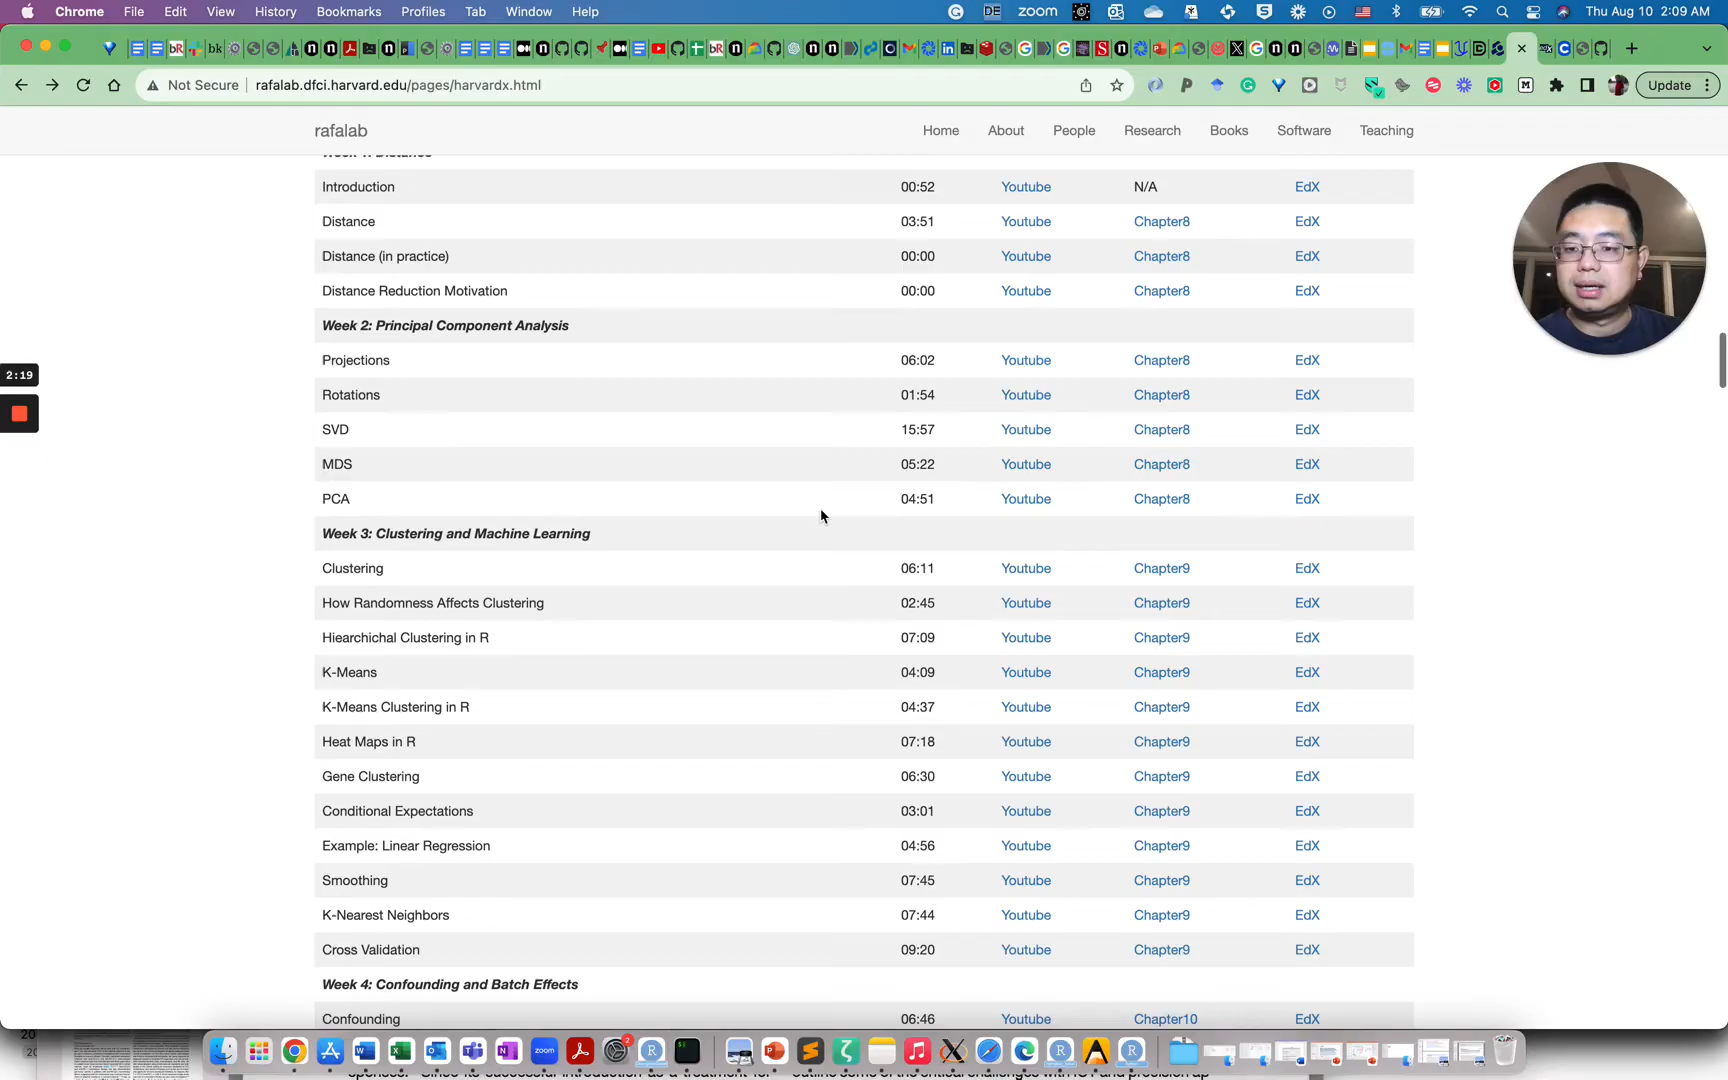 Chrome File Edit View History Bookmarks Profiles Tab Window Help
zoom
Thu Aug 10 2:09 AM
Not Secure rafalab.dfci.harvard.edu/pages/harvardx.html
Update
rafalab
Home About People Research Books Software Teaching
Week 1: Distance
Introduction 00:52 Youtube N/A EdX
Distance 03:51 Youtube Chapter8 EdX
Distance (in practice) 00:00 Youtube Chapter8 EdX
Distance Reduction Motivation 00:00 Youtube Chapter8 EdX
Week 2: Principal Component Analysis
Projections 06:02 Youtube Chapter8 EdX
2:19
Rotations 01:54 Youtube Chapter8 EdX
SVD 15:57 Youtube Chapter8 EdX
MDS 05:22 Youtube Chapter8 EdX
PCA 04:51 Youtube Chapter8 EdX
Week 3: Clustering and Machine Learning
Clustering 06:11 Youtube Chapter9 EdX
How Randomness Affects Clustering 02:45 Youtube Chapter9 EdX
Hiearchichal Clustering in R 07:09 Youtube Chapter9 EdX
K-Means 04:09 Youtube Chapter9 EdX
K-Means Clustering in R 04:37 Youtube Chapter9 EdX
Heat Maps in R 07:18 Youtube Chapter9 EdX
Gene Clustering 06:30 Youtube Chapter9 EdX
Conditional Expectations 03:01 Youtube Chapter9 EdX
Example: Linear Regression 04:56 Youtube Chapter9 EdX
Smoothing 07:45 Youtube Chapter9 EdX
K-Nearest Neighbors 07:44 Youtube Chapter9 EdX
Cross Validation 09:20 Youtube Chapter9 EdX
Week 4: Confounding and Batch Effects
Confounding 06:46 Youtube Chapter10 EdX